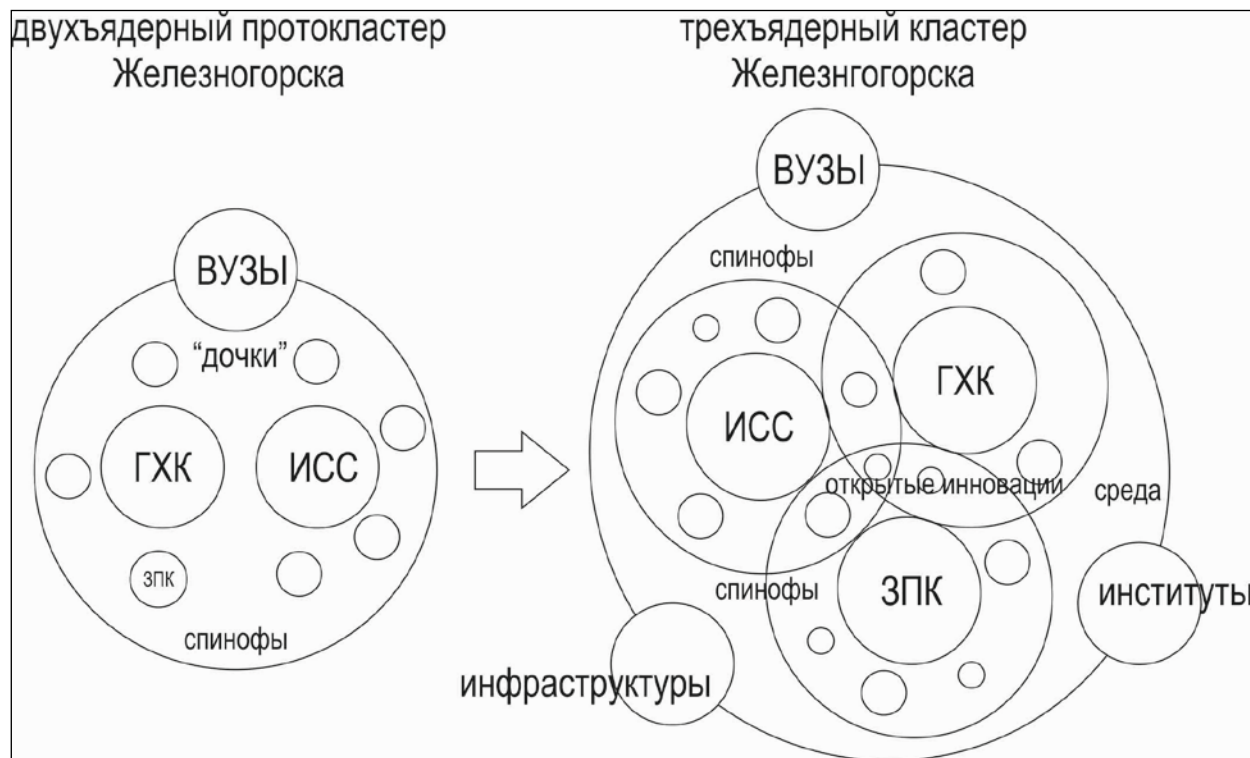 двухъядерный протокластер
Железногорска
ВУЗЫ
“дочки”
ГХК
ИСС
ЗПК
спинофы
трехъядерный кластер
Железнгогорска
ВУЗЫ
спинофы
ГХК
ИСС
открытые инновации
среда
спинофы
ЗПК
институты
инфраструктуры